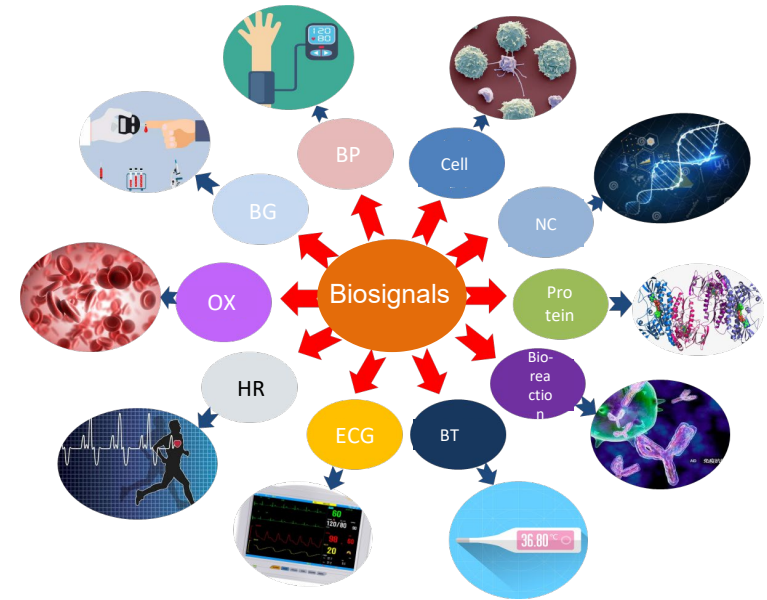 120
80
BP
Cell
BG
NC
Biosignals
OX
Pro
tein
HR
Bio-
rea
ctio
n
ECG
BT
60
120/80
98
20
36.80 °C